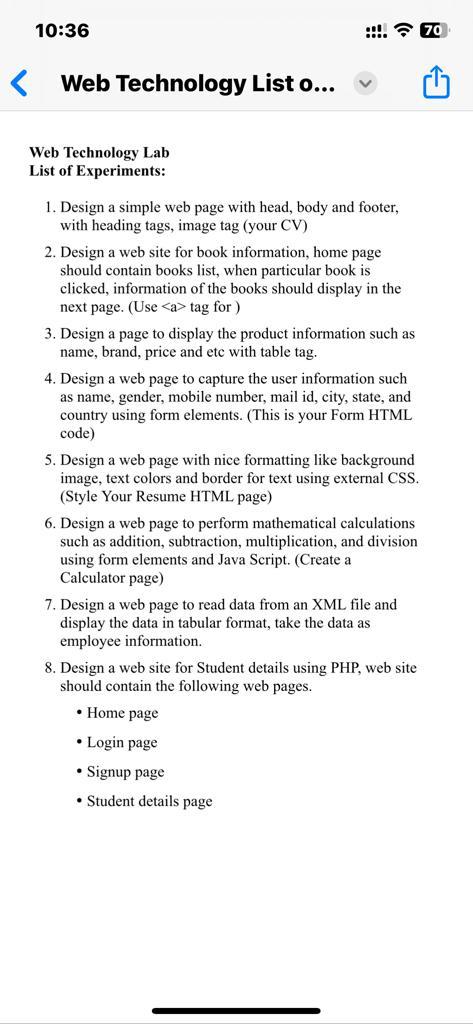 10:36
70
Web Technology List o...
Web Technology Lab
List of Experiments:
1. Design a simple web page with head, body and footer,
with heading tags, image tag (your CV)
2. Design a web site for book information, home page
should contain books list, when particular book is
clicked, information of the books should display in the
next page. (Use <a> tag for )
3. Design a page to display the product information such as
name, brand, price and etc with table tag.
4. Design a web page to capture the user information such
as name, gender, mobile number, mail id, city, state, and
country using form elements. (This is your Form HTML
code)
5. Design a web page with nice formatting like background
image, text colors and border for text using external CSS.
(Style Your Resume HTML page)
6. Design a web page to perform mathematical calculations
such as addition, subtraction, multiplication, and division
using form elements and Java Script. (Create a
Calculator page)
7. Design a web page to read data from an XML file and
display the data in tabular format, take the data as
employee information.
8. Design a web site for Student details using PHP, web site
should contain the following web pages.
• Home page
• Login page
• Signup page
• Student details page